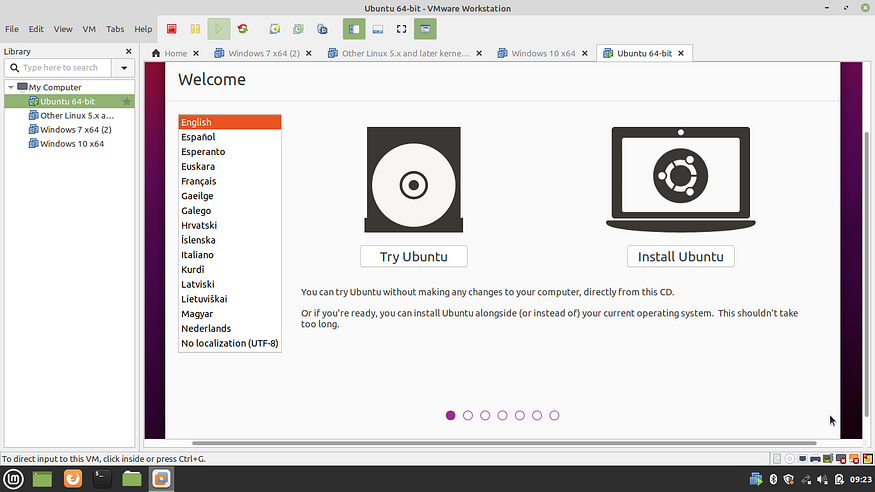 Ubuntu 64-bit - VMware Workstation
File Edit View VM Tabs Help
Library
Type here to search
My Computer
Ubuntu 64-bit
Other Linux 5.x a...
Windows 7 x64 (2)
Windows 10 x64
Home
Windows 7 x64 (2)
Other Linux 5.x and later kerne...
Windows 10 x64
Ubuntu 64-bit
Welcome
English
Español
Esperanto
Euskara
Français
Gaeilge
Galego
Hrvatski
Íslenska
Italiano
Kurdî
Latviski
Lietuviškai
Magyar
Nederlands
No localization (UTF-8)
Try Ubuntu
Install Ubuntu
You can try Ubuntu without making any changes to your computer, directly from this CD.
Or if you're ready, you can install Ubuntu alongside (or instead of) your current operating system. This shouldn't take
too long.
To direct input to this VM, click inside or press Ctrl+G.
09:23